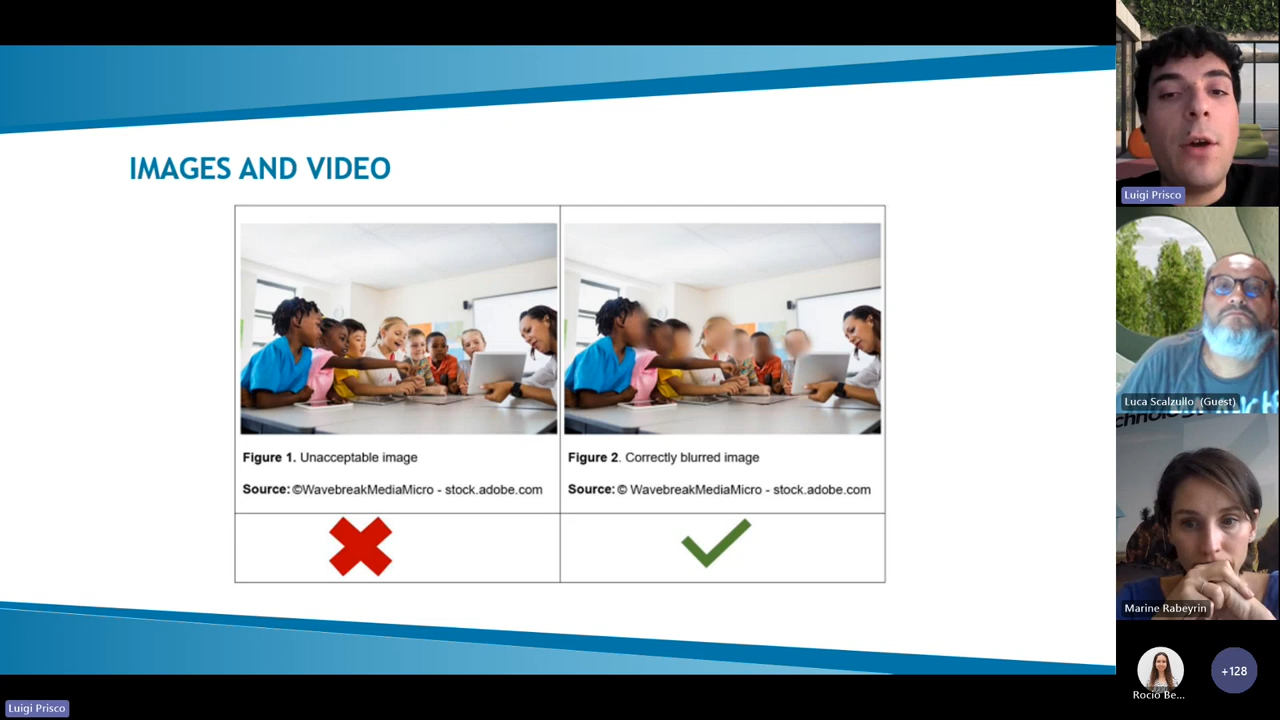 IMAGES AND VIDEO
Figure 1. Unacceptable image
Source: ©WavebreakMediaMicro - stock.adobe.com
Figure 2. Correctly blurred image
Source: © WavebreakMediaMicro - stock.adobe.com
Luigi Prisco
Luca Scalzullo (Guest)
Marine Rabeyrin
Rocio Be...
+128
Luigi Prisco